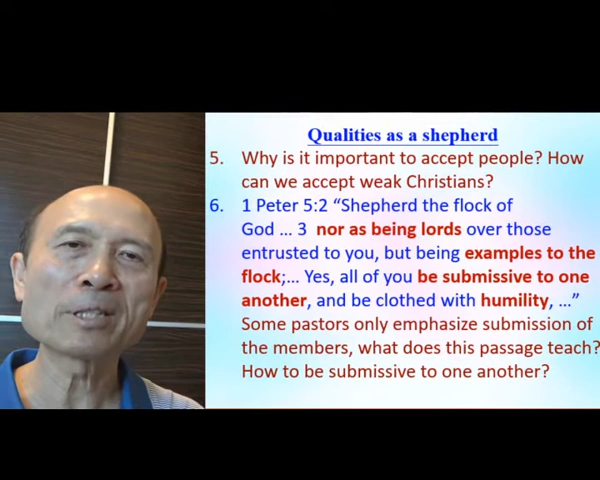 Qualities as a shepherd
5. Why is it important to accept people? How
can we accept weak Christians?
6. 1 Peter 5:2 “Shepherd the flock of
God ... 3 nor as being lords over those
entrusted to you, but being examples to the
flock;... Yes, all of you be submissive to one
another, and be clothed with humility, ...”
Some pastors only emphasize submission of
the members, what does this passage teach?
How to be submissive to one another?